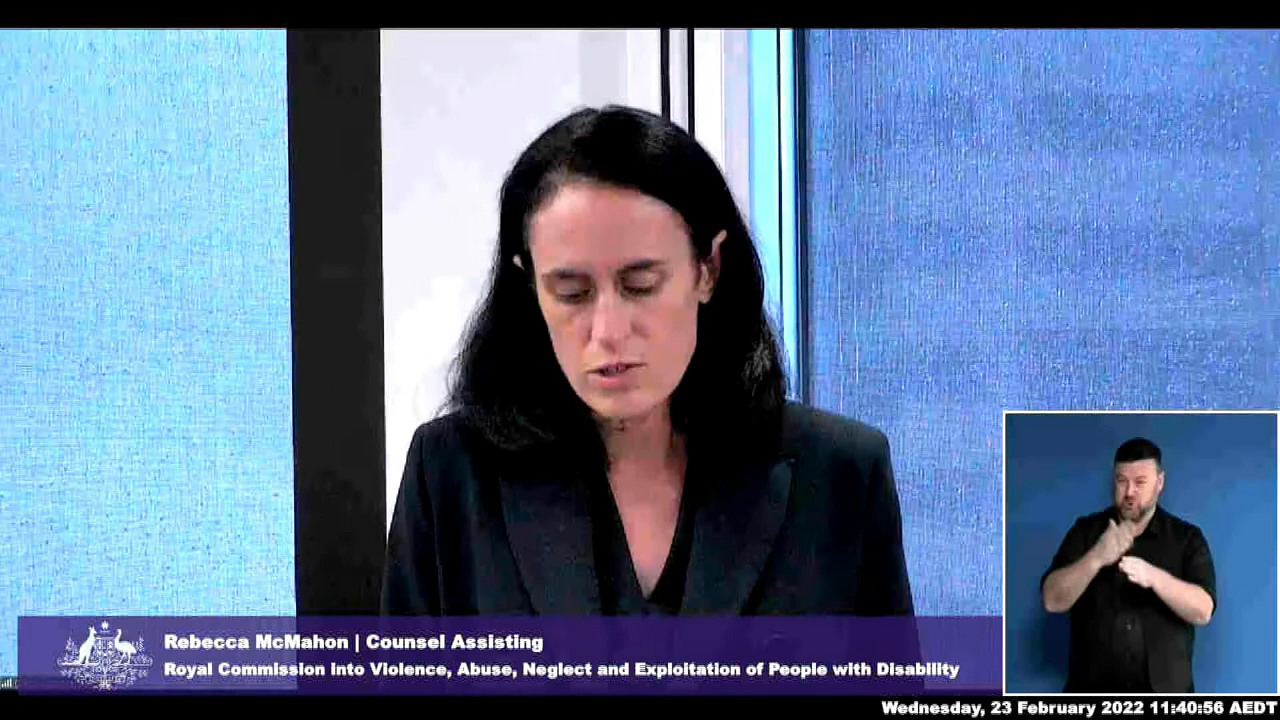 Rebecca McMahon | Counsel Assisting
Royal Commission into Violence, Abuse, Neglect and Exploitation of People with Disability
Wednesday, 23 February 2022 11:40:56 AEDT